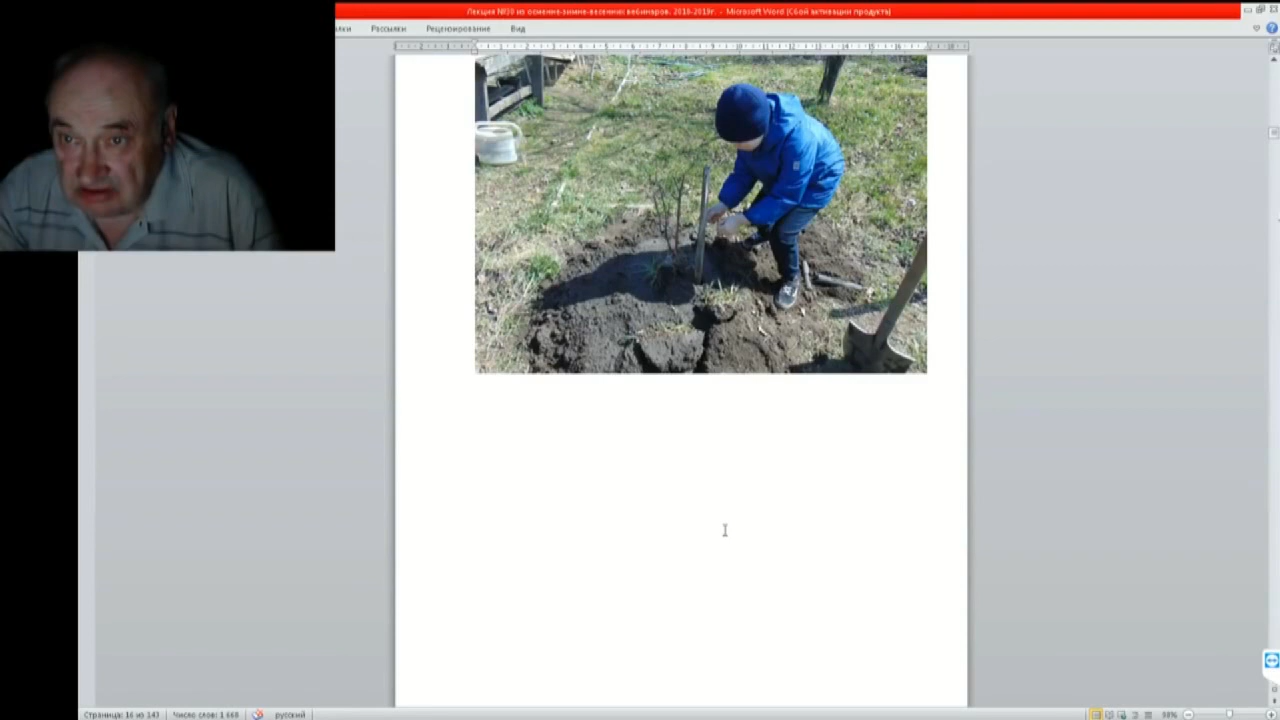 Лекция №30 из осенне-зимне-весенних вебинаров. 2018-2019г. - Microsoft Word (Сбой активации продукта)
Рассылки Рецензирование Вид
Страница: 16 из 143 Число слов: 1 668 русский 98%